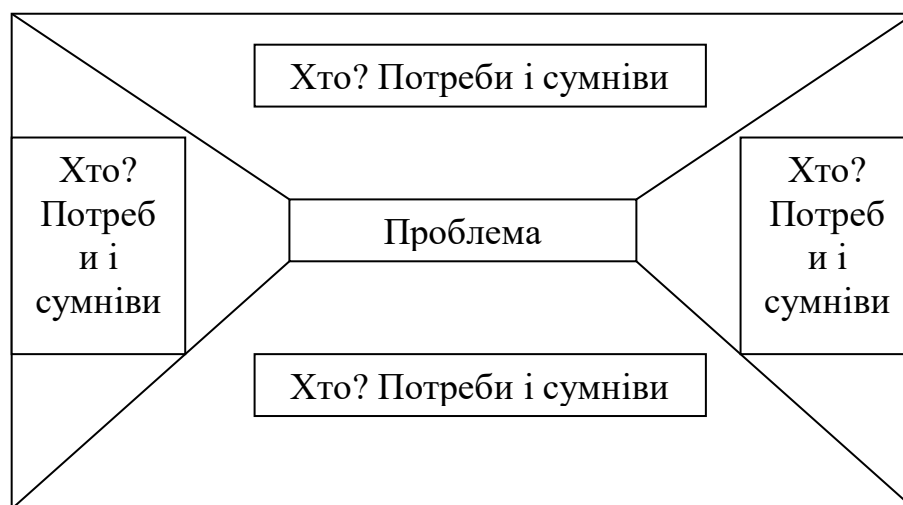 Хто? Потреби і сумніви
Хто?
Потреб
и і
сумніви
Проблема
Хто?
Потреб
и і
сумніви
Хто? Потреби і сумніви